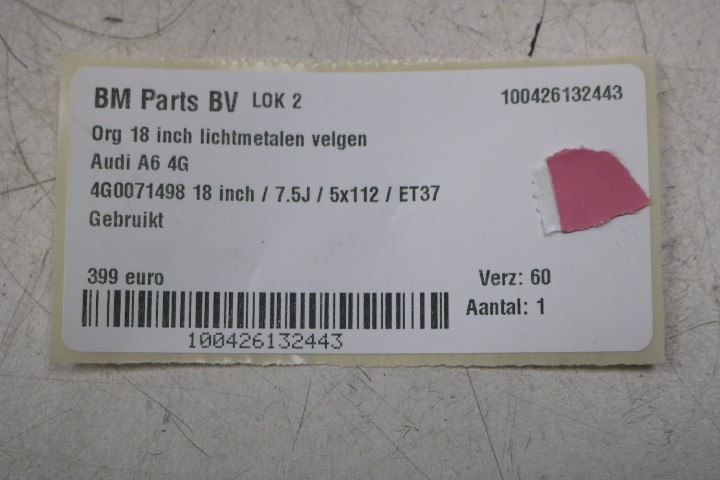 BM Parts BV LOK 2 100426132443
Org 18 inch lichtmetalen velgen
Audi A6 4G
4G0071498 18 inch / 7.5J / 5x112 / ET37
Gebruikt
399 euro Verz: 60
Aantal: 1
100426132443